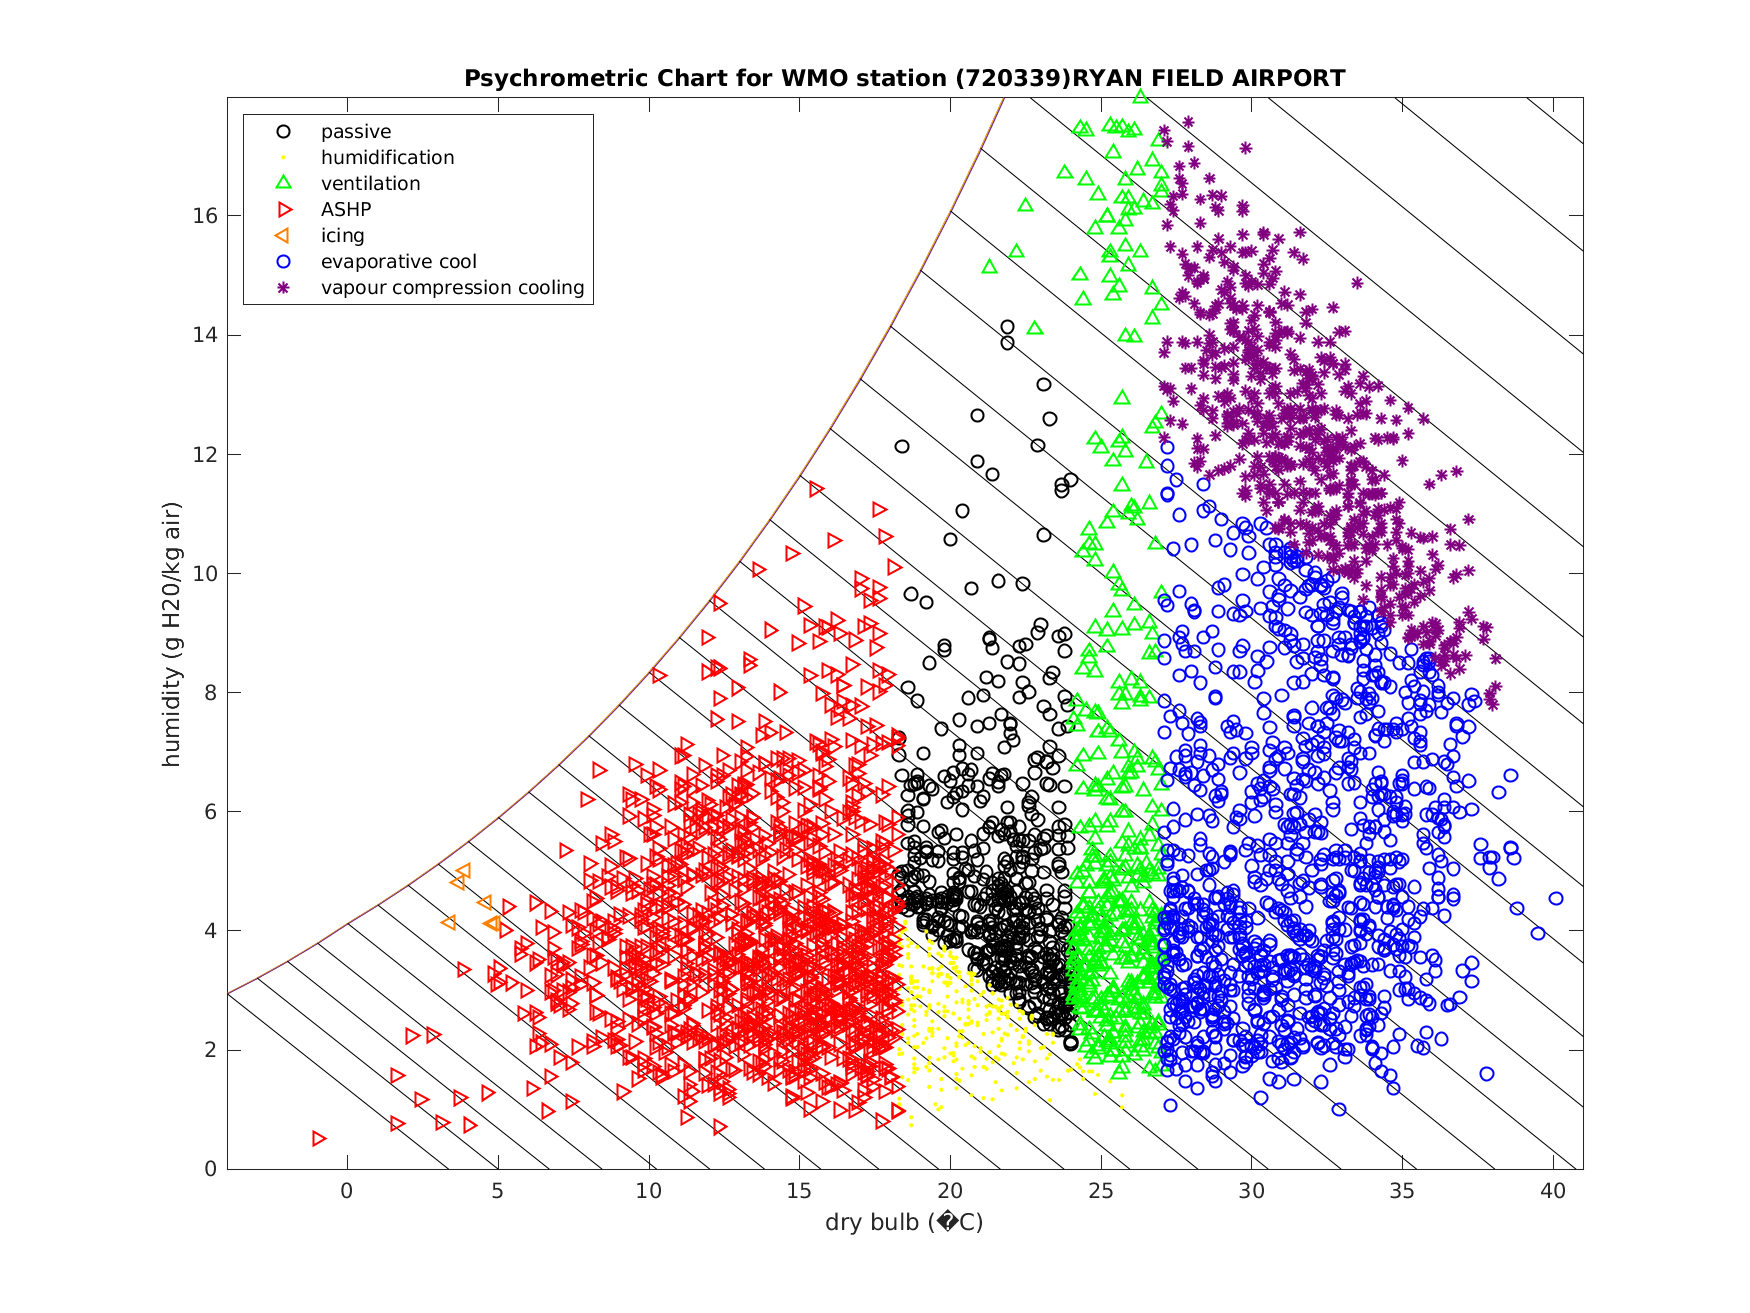 Psychrometric Chart for WMO station (720339)RYAN FIELD AIRPORT
passive
humidification
ventilation
ASHP
icing
evaporative cool
vapour compression cooling
humidity (g H20/kg air)
16
14
12
10
8
6
4
2
0
0 5 10 15 20 25 30 35 40
dry bulb (�C)